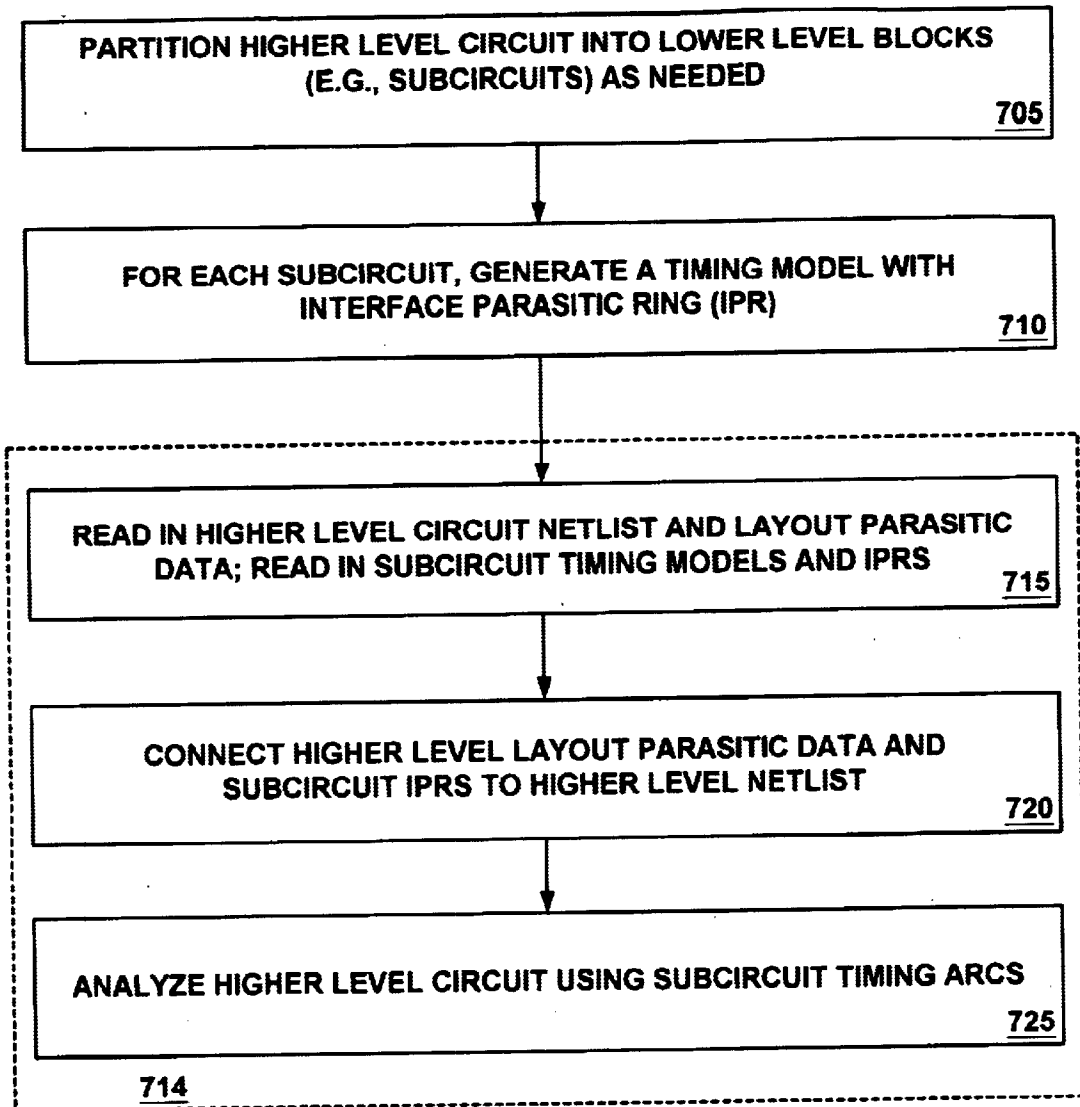 PARTITION HIGHER LEVEL CIRCUIT INTO LOWER LEVEL BLOCKS
(E.G., SUBCIRCUITS) AS NEEDED
705
FOR EACH SUBCIRCUIT, GENERATE A TIMING MODEL WITH
INTERFACE PARASITIC RING (IPR)
710
READ IN HIGHER LEVEL CIRCUIT NETLIST AND LAYOUT PARASITIC
DATA; READ IN SUBCIRCUIT TIMING MODELS AND IPRS
715
CONNECT HIGHER LEVEL LAYOUT PARASITIC DATA AND
SUBCIRCUIT IPRS TO HIGHER LEVEL NETLIST
720
ANALYZE HIGHER LEVEL CIRCUIT USING SUBCIRCUIT TIMING ARCS
725
714